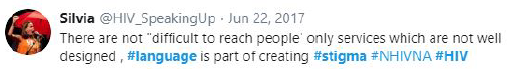 Silvia @HIV_SpeakingUp · Jun 22, 2017
There are not "difficult to reach people' only services which are not well
designed , #language is part of creating #stigma #NHIVNA #HIV